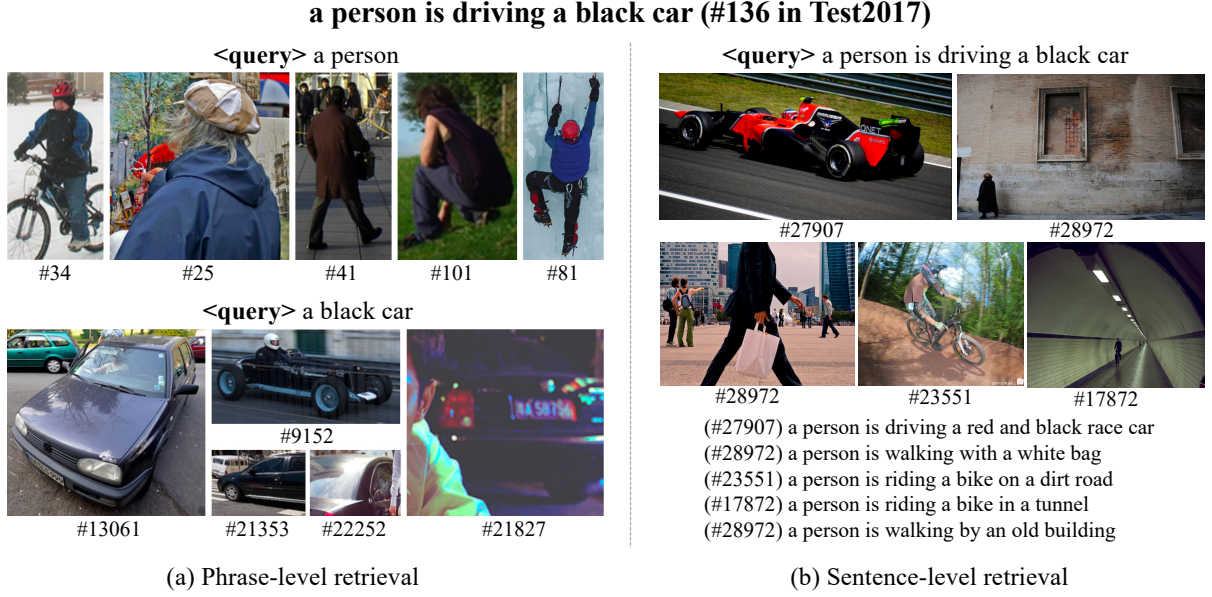 a person is driving a black car (#136 in Test2017)
<query> a person
#34
#25
#41
#101
#81
<query> a black car
#13061
#9152
#21353
#22252
#21827
(a) Phrase-level retrieval
<query> a person is driving a black car
QNET
#27907
#28972
#28972
#23551
#17872
(#27907) a person is driving a red and black race car
(#28972) a person is walking with a white bag
(#23551) a person is riding a bike on a dirt road
(#17872) a person is riding a bike in a tunnel
(#28972) a person is walking by an old building
(b) Sentence-level retrieval